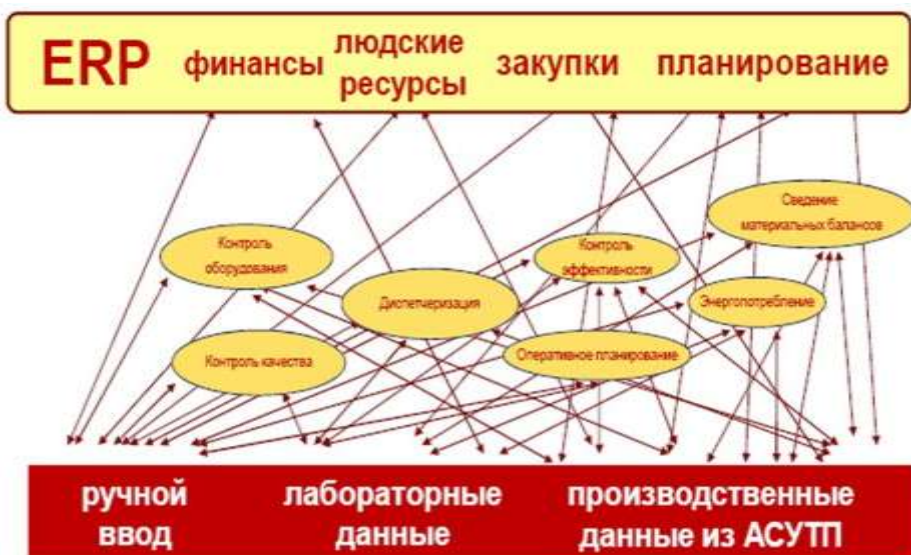 ERP финансы людские ресурсы закупки планирование
Сведение
материальных балансов
Контроль
оборудования
Контроль
эффективности
Диспетчеризация
Энергопотребление
Контроль качества
Оперативное планирование
ручной
ввод
лабораторные
данные
производственные
данные из АСУТП